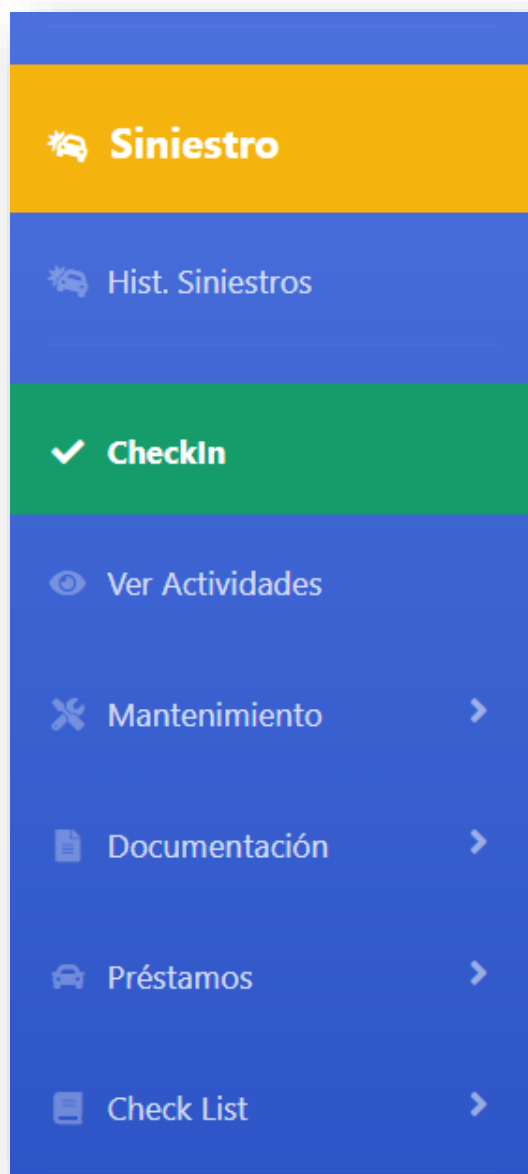 Siniestro
Hist. Siniestros
CheckIn
Ver Actividades
Mantenimiento
Documentación
Préstamos
Check List